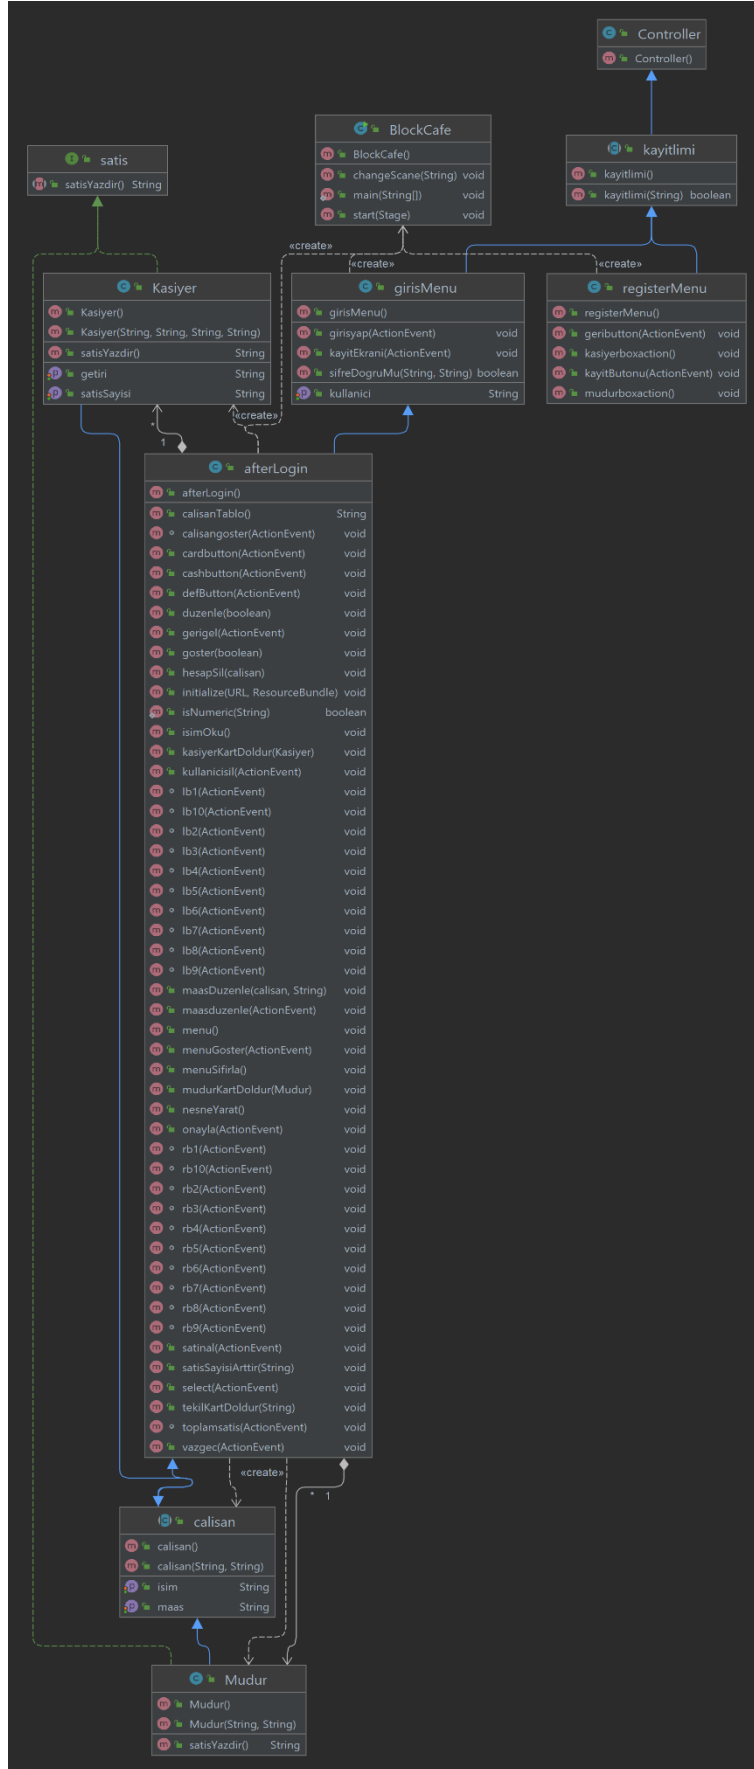 Controller
Controller()
BlockCafe
BlockCafe()
changeScane(String) void
main(String[]) void
start(Stage) void
kayitlimi
kayitlimi()
kayitlimi(String) boolean
satis
satisYazdir() String
«create»
«create»
Kasiyer
Kasiyer()
Kasiyer(String, String, String, String)
satisYazdir() String
getiri String
satisSayisi String
girisMenu
girisMenu()
girisyap(ActionEvent) void
kayitEkrani(ActionEvent) void
sifreDogruMu(String, String) boolean
kullanici String
registerMenu
registerMenu()
geributton(ActionEvent) void
kasiyerboxaction() void
kayitButonu(ActionEvent) void
mudurboxaction() void
«create»
*
1
afterLogin
afterLogin()
calisanTablo() String
calisangoster(ActionEvent) void
cardbutton(ActionEvent) void
cashbutton(ActionEvent) void
defButton(ActionEvent) void
duzenle(boolean) void
gerigel(ActionEvent) void
goster(boolean) void
hesapSil(calisan) void
initialize(URL, ResourceBundle) void
isNumeric(String) boolean
isimOku() void
kasiyerKartDoldur(Kasiyer) void
kullanicisil(ActionEvent) void
lb1(ActionEvent) void
lb10(ActionEvent) void
lb2(ActionEvent) void
lb3(ActionEvent) void
lb4(ActionEvent) void
lb5(ActionEvent) void
lb6(ActionEvent) void
lb7(ActionEvent) void
lb8(ActionEvent) void
lb9(ActionEvent) void
maasDuzenle(calisan, String) void
maasduzenle(ActionEvent) void
menu() void
menuGoster(ActionEvent) void
menuSifirla() void
mudurKartDoldur(Mudur) void
nesneYarat() void
onayla(ActionEvent) void
rb1(ActionEvent) void
rb10(ActionEvent) void
rb2(ActionEvent) void
rb3(ActionEvent) void
rb4(ActionEvent) void
rb5(ActionEvent) void
rb6(ActionEvent) void
rb7(ActionEvent) void
rb8(ActionEvent) void
rb9(ActionEvent) void
satinal(ActionEvent) void
satisSayisiArttir(String) void
select(ActionEvent) void
tekilKartDoldur(String) void
toplamsatis(ActionEvent) void
vazgec(ActionEvent) void
«create»
* 1
calisan
calisan()
calisan(String, String)
isim String
maas String
Mudur
Mudur()
Mudur(String, String)
satisYazdir() String